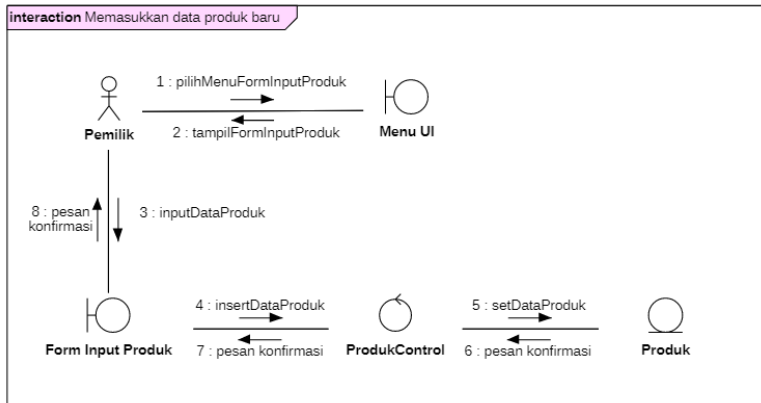 interaction Memasukkan data produk baru
1 : pilihMenuFormInputProduk
2 : tampilFormInputProduk
Pemilik
Menu UI
8 : pesan
konfirmasi
3 : inputDataProduk
4 : insertDataProduk
5 : setDataProduk
7 : pesan konfirmasi
6 : pesan konfirmasi
Form Input Produk
ProdukControl
Produk